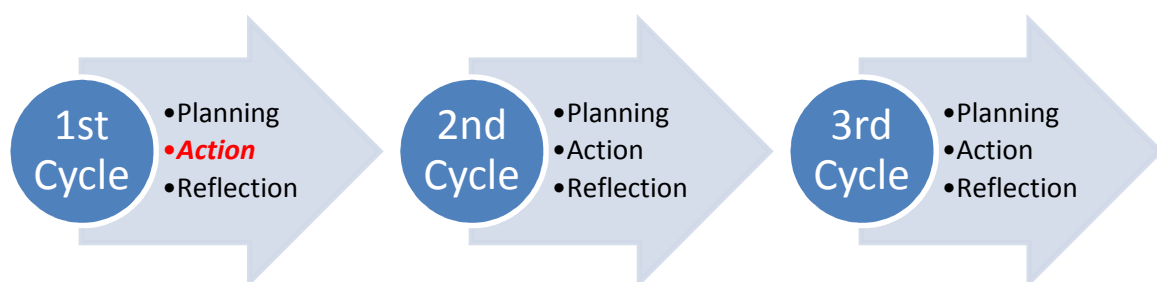 1st
Cycle
•Planning
•Action
•Reflection
2nd
Cycle
•Planning
•Action
•Reflection
3rd
Cycle
•Planning
•Action
•Reflection